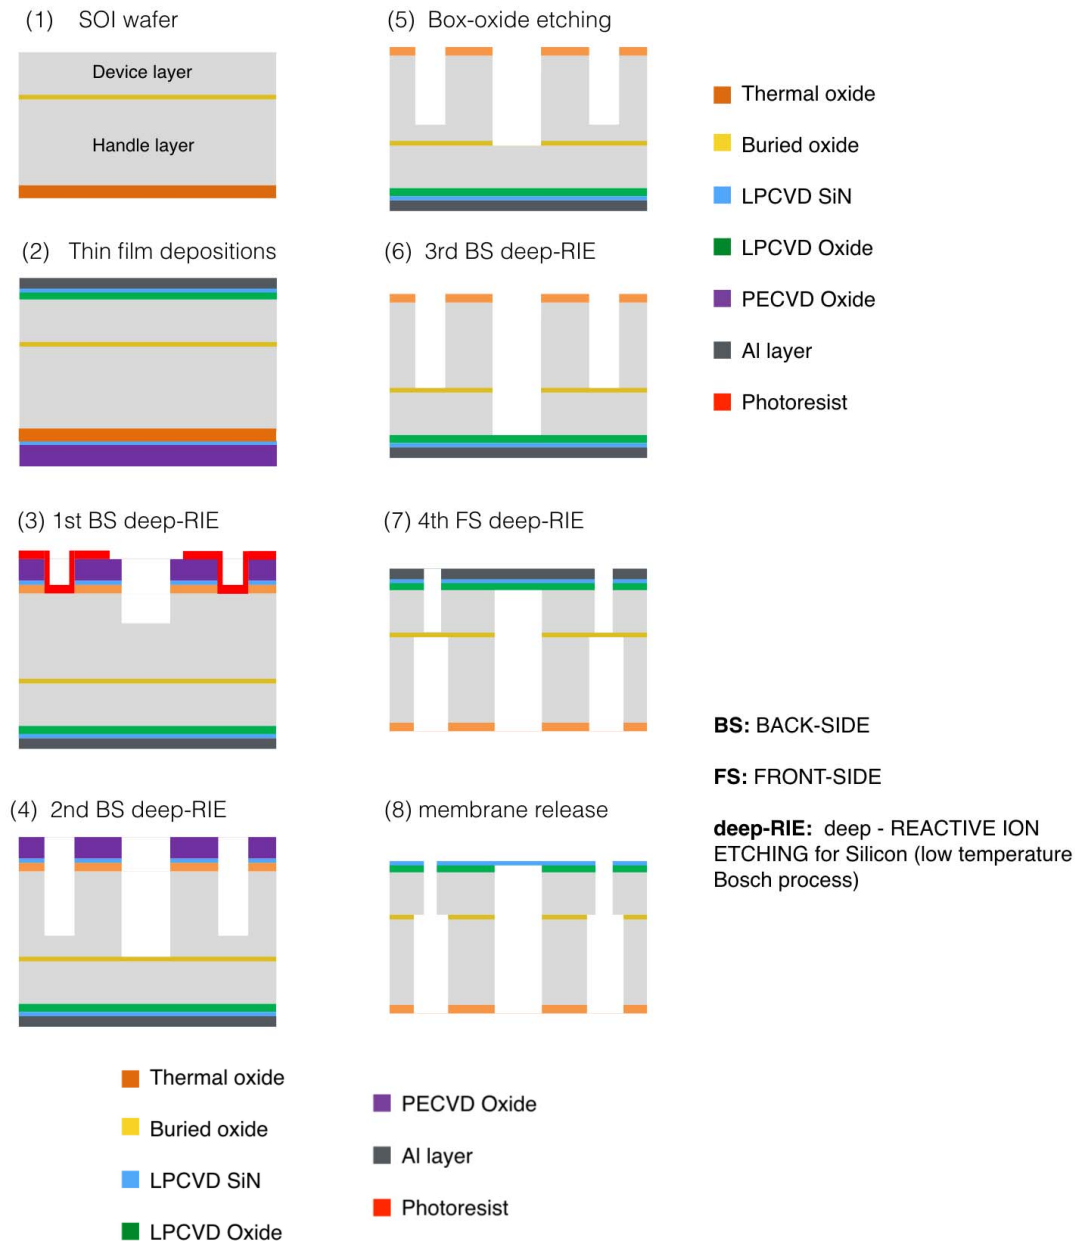 (1) SOI wafer
Device layer
Handle layer
(2) Thin film depositions
(3) 1st BS deep-RIE
(4) 2nd BS deep-RIE
(5) Box-oxide etching
(6) 3rd BS deep-RIE
(7) 4th FS deep-RIE
(8) membrane release
Thermal oxide
Buried oxide
LPCVD SiN
LPCVD Oxide
PECVD Oxide
Al layer
Photoresist
BS: BACK-SIDE
FS: FRONT-SIDE
deep-RIE: deep - REACTIVE ION
ETCHING for Silicon (low temperature
Bosch process)
Thermal oxide
Buried oxide
LPCVD SiN
LPCVD Oxide
PECVD Oxide
Al layer
Photoresist